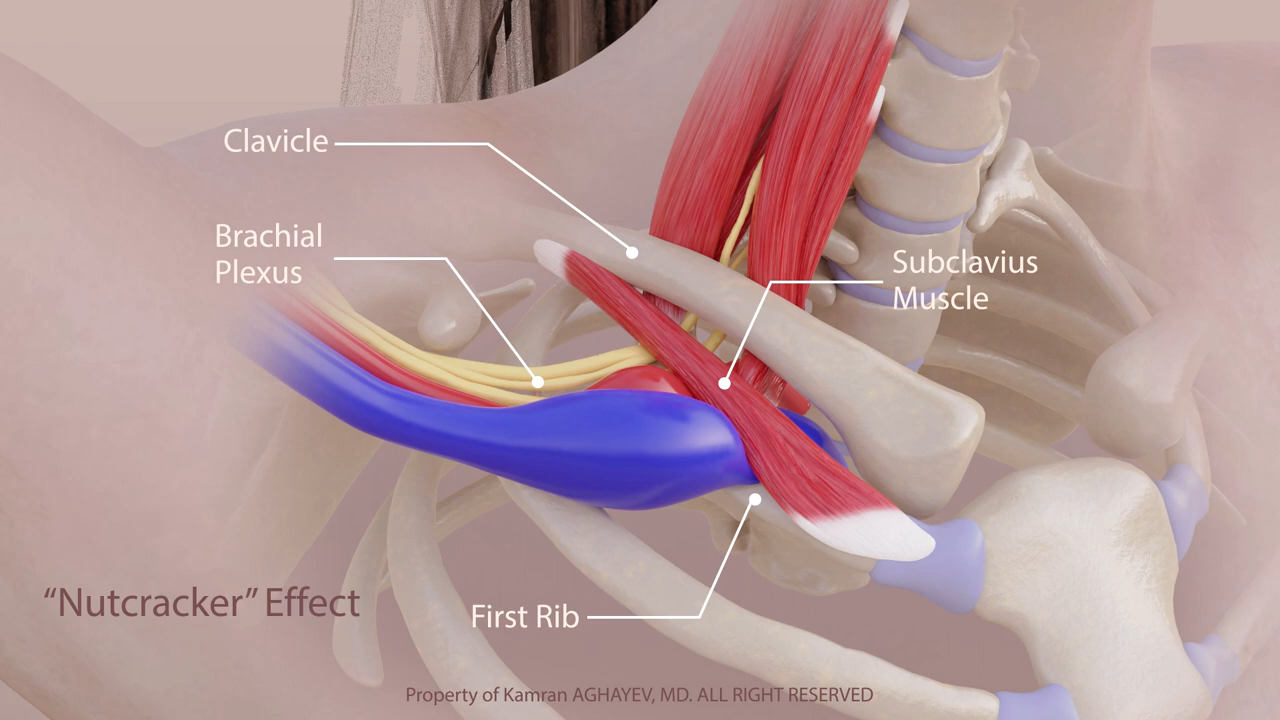 Clavicle
Brachial
Plexus
Subclavius
Muscle
“Nutcracker” Effect
First Rib
Property of Kamran AGHAYEV, MD. ALL RIGHT RESERVED